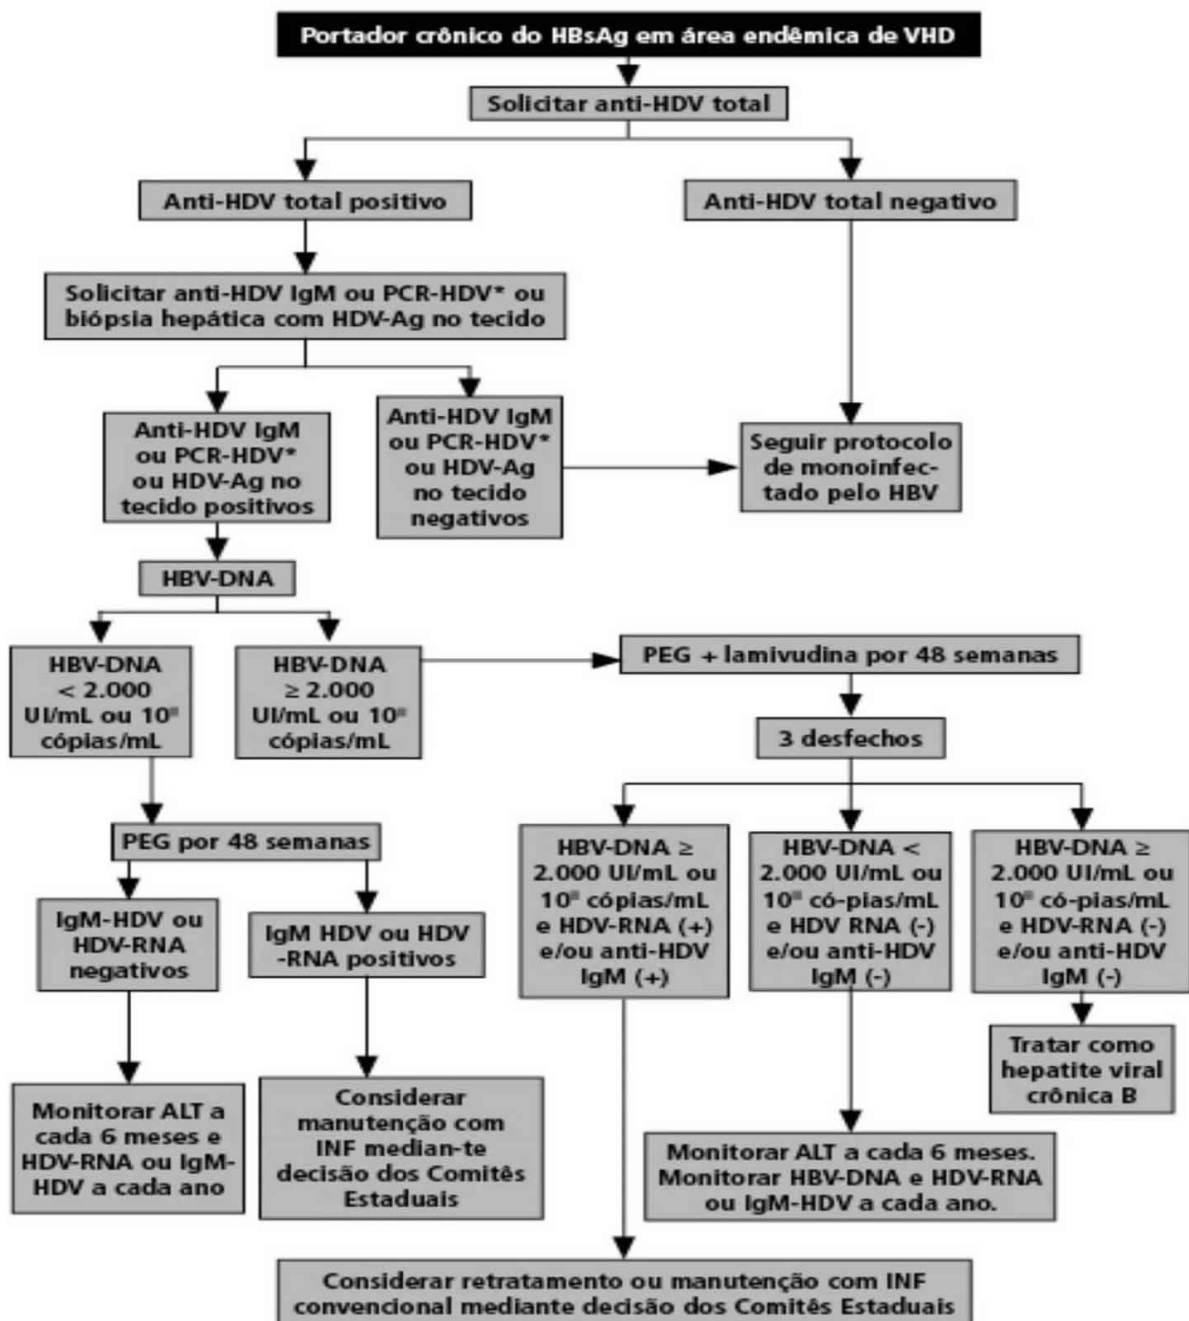 Portador crônico do HBsAg em área endêmica de VHD
Solicitar anti-HDV total
Anti-HDV total positivo
Anti-HDV total negativo
Solicitar anti-HDV IgM ou PCR-HDV* ou
biópsia hepática com HDV-Ag no tecido
Anti-HDV IgM
ou PCR-HDV*
ou HDV-Ag no
tecido positivos
Anti-HDV IgM
ou PCR-HDV*
ou HDV-Ag
no tecido
negativos
Seguir protocolo
de monoinfec-
tado pelo HBV
HBV-DNA
HBV-DNA
< 2.000
UI/mL ou 10
cópias/mL
HBV-DNA
≥ 2.000
UI/mL ou 10
cópias/mL
PEG + lamivudina por 48 semanas
3 desfechos
PEG por 48 semanas
IgM-HDV ou
HDV-RNA
negativos
IgM HDV ou HDV
-RNA positivos
HBV-DNA ≥
2.000 UI/mL ou
10 cópias/mL
e HDV-RNA (+)
e/ou anti-HDV
IgM (+)
HBV-DNA <
2.000 UI/mL ou
10 có-pias/mL
e HDV RNA (-)
e/ou anti-HDV
IgM (-)
HBV-DNA ≥
2.000 UI/mL ou
10 có-pias/mL
e HDV-RNA (-)
e/ou anti-HDV
IgM (-)
Tratar como
hepatite viral
crônica B
Monitorar ALT a
cada 6 meses e
HDV-RNA ou IgM-
HDV a cada ano
Considerar
manutenção com
INF median-te
decisão dos Comitês
Estaduais
Monitorar ALT a cada 6 meses.
Monitorar HBV-DNA e HDV-RNA
ou IgM-HDV a cada ano.
Considerar retratamento ou manutenção com INF
convencional mediante decisão dos Comitês Estaduais